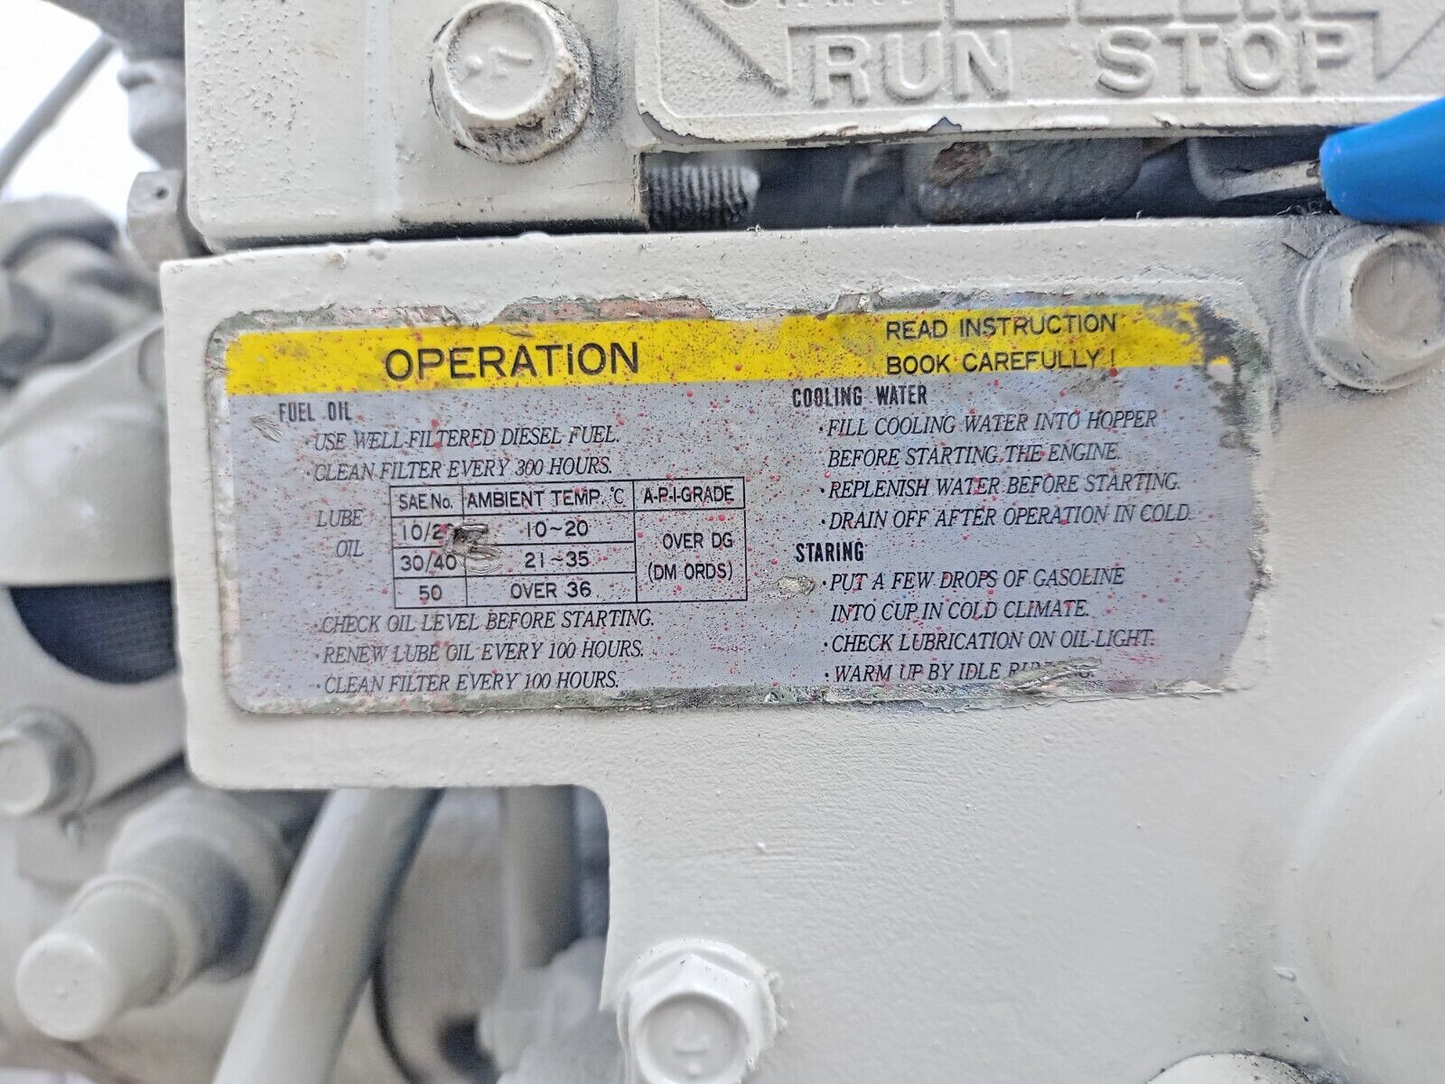 RUN STOP
OPERATION
READ INSTRUCTION
BOOK CAREFULLY!
FUEL OIL
·USE WELL-FILTERED DIESEL FUEL.
·CLEAN FILTER EVERY 300 HOURS.
LUBE
OIL
SAE No. AMBIENT TEMP. °C A-P-I-GRADE
10/2 10~20
30/40 21~35
50 OVER 36
OVER DG
(DM ORDS)
·CHECK OIL LEVEL BEFORE STARTING.
·RENEW LUBE OIL EVERY 100 HOURS.
·CLEAN FILTER EVERY 100 HOURS.
COOLING WATER
·FILL COOLING WATER INTO HOPPER
BEFORE STARTING THE ENGINE.
·REPLENISH WATER BEFORE STARTING.
·DRAIN OFF AFTER OPERATION IN COLD.
STARING
·PUT A FEW DROPS OF GASOLINE
INTO CUP IN COLD CLIMATE.
·CHECK LUBRICATION ON OIL-LIGHT.
·WARM UP BY IDLE
4